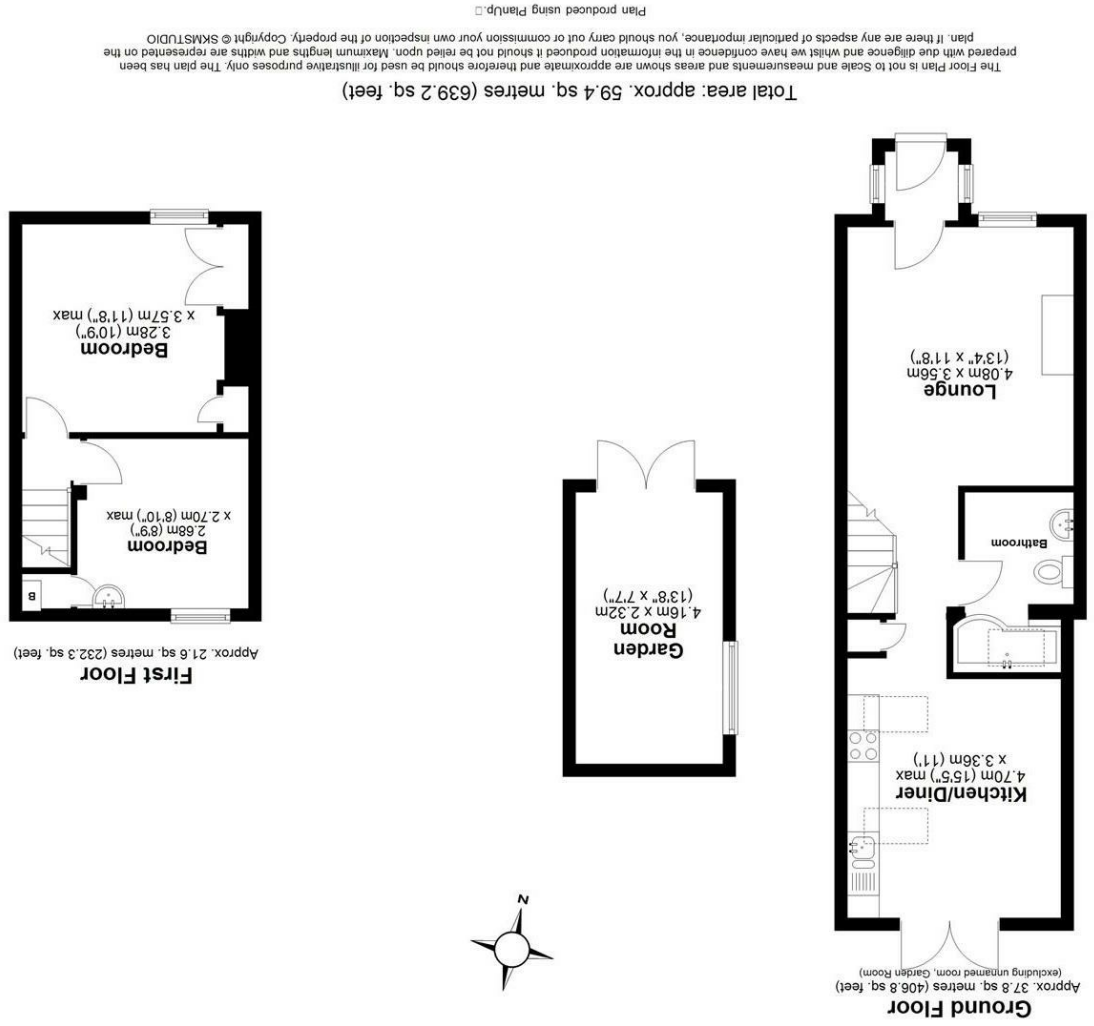 Ground Floor
Approx. 37.8 sq. metres (406.8 sq. feet)
(excluding unnamed room, Garden Room)
Kitchen/Diner
4.70m (15'5") max
x 3.36m (11')
Bathroom
Lounge
4.08m x 3.56m
(13'4" x 11'8")
N
Garden
Room
4.16m x 2.32m
(13'8" x 7'7")
First Floor
Approx. 21.6 sq. metres (232.3 sq. feet)
B
Bedroom
2.68m (8'9")
x 2.70m (8'10") max
Bedroom
3.28m (10'9")
x 3.57m (11'8") max
Total area: approx. 59.4 sq. metres (639.2 sq. feet)
The Floor Plan is not to Scale and measurements and areas shown are approximate and therefore should be used for illustrative purposes only. The plan has been
prepared with due diligence and whilst we have confidence in the information produced it should not be relied upon. Maximum lengths and widths are represented on the
plan. If there are any aspects of particular importance, you should carry out or commission your own inspection of the property. Copyright © SKMSTUDIO
Plan produced using PlanUp.